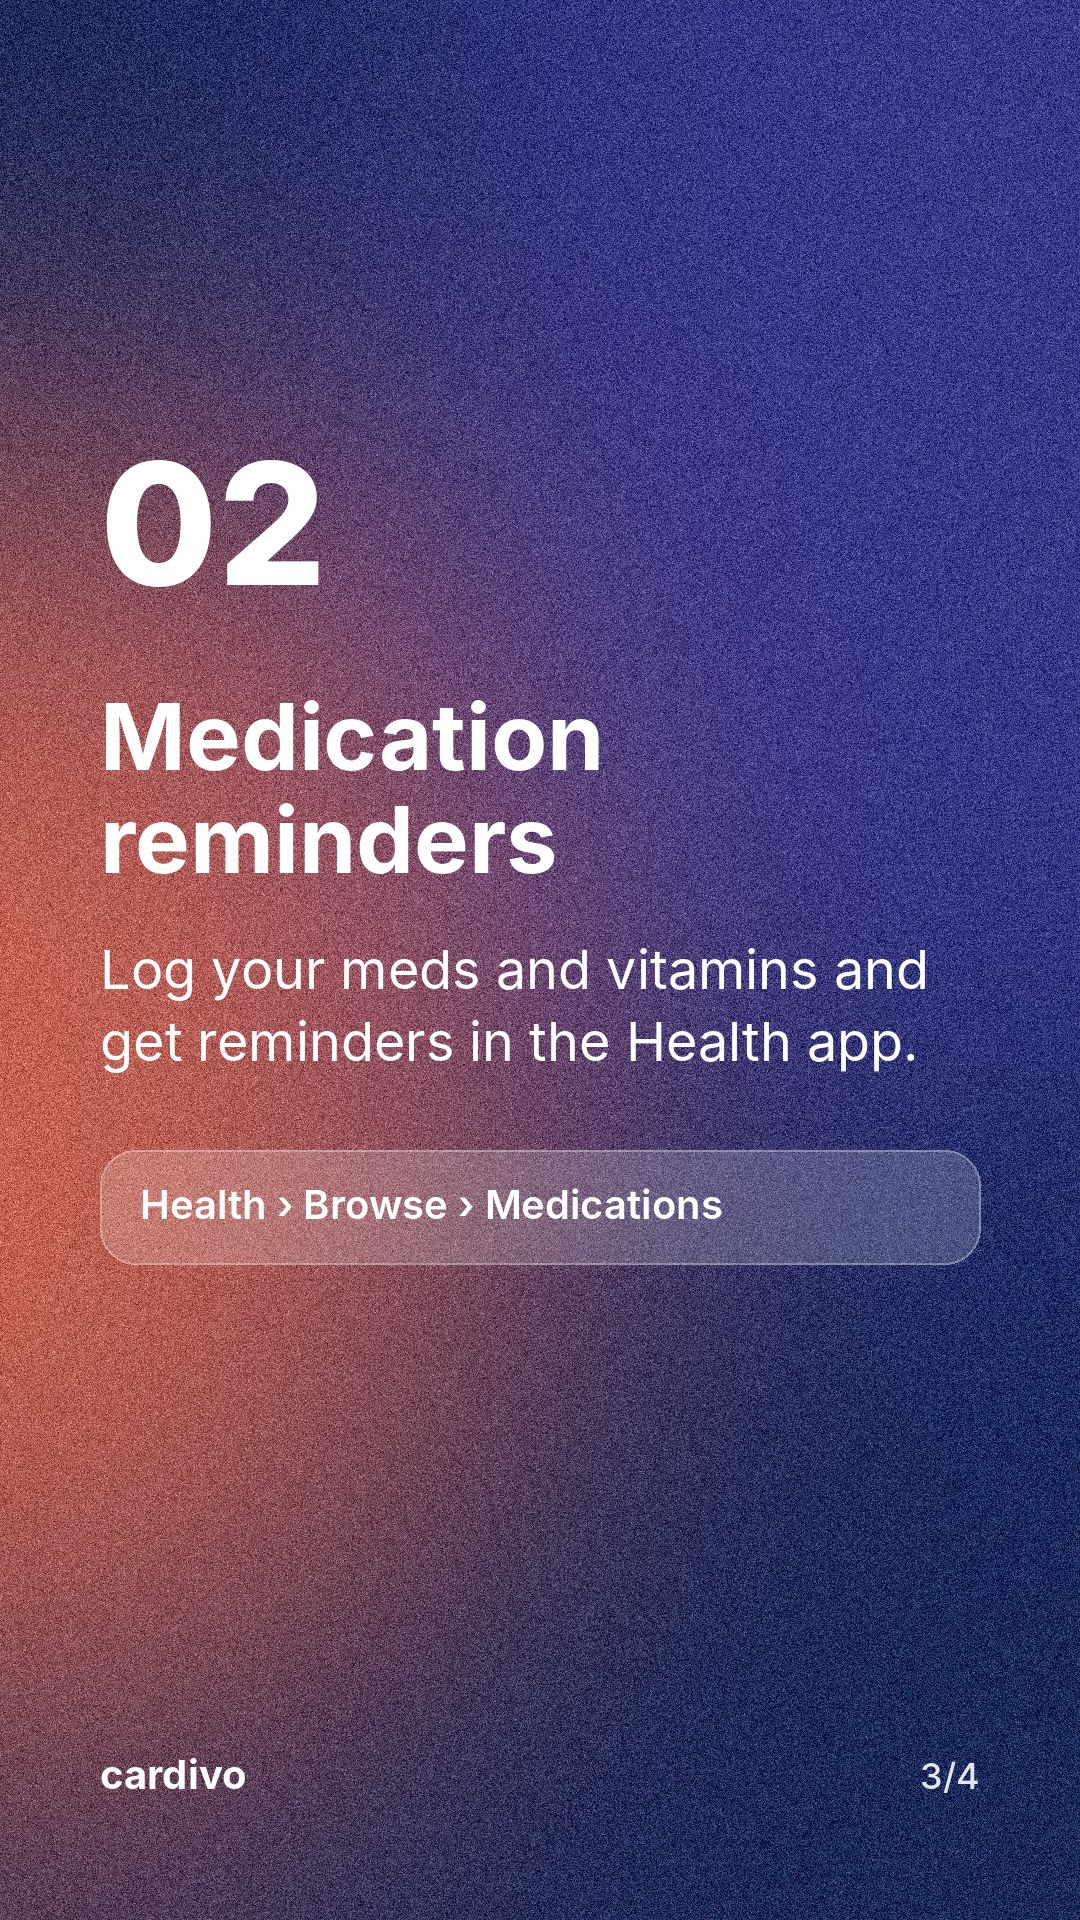 02
Medication
reminders
Log your meds and vitamins and
get reminders in the Health app.
Health › Browse › Medications
cardivo
3/4